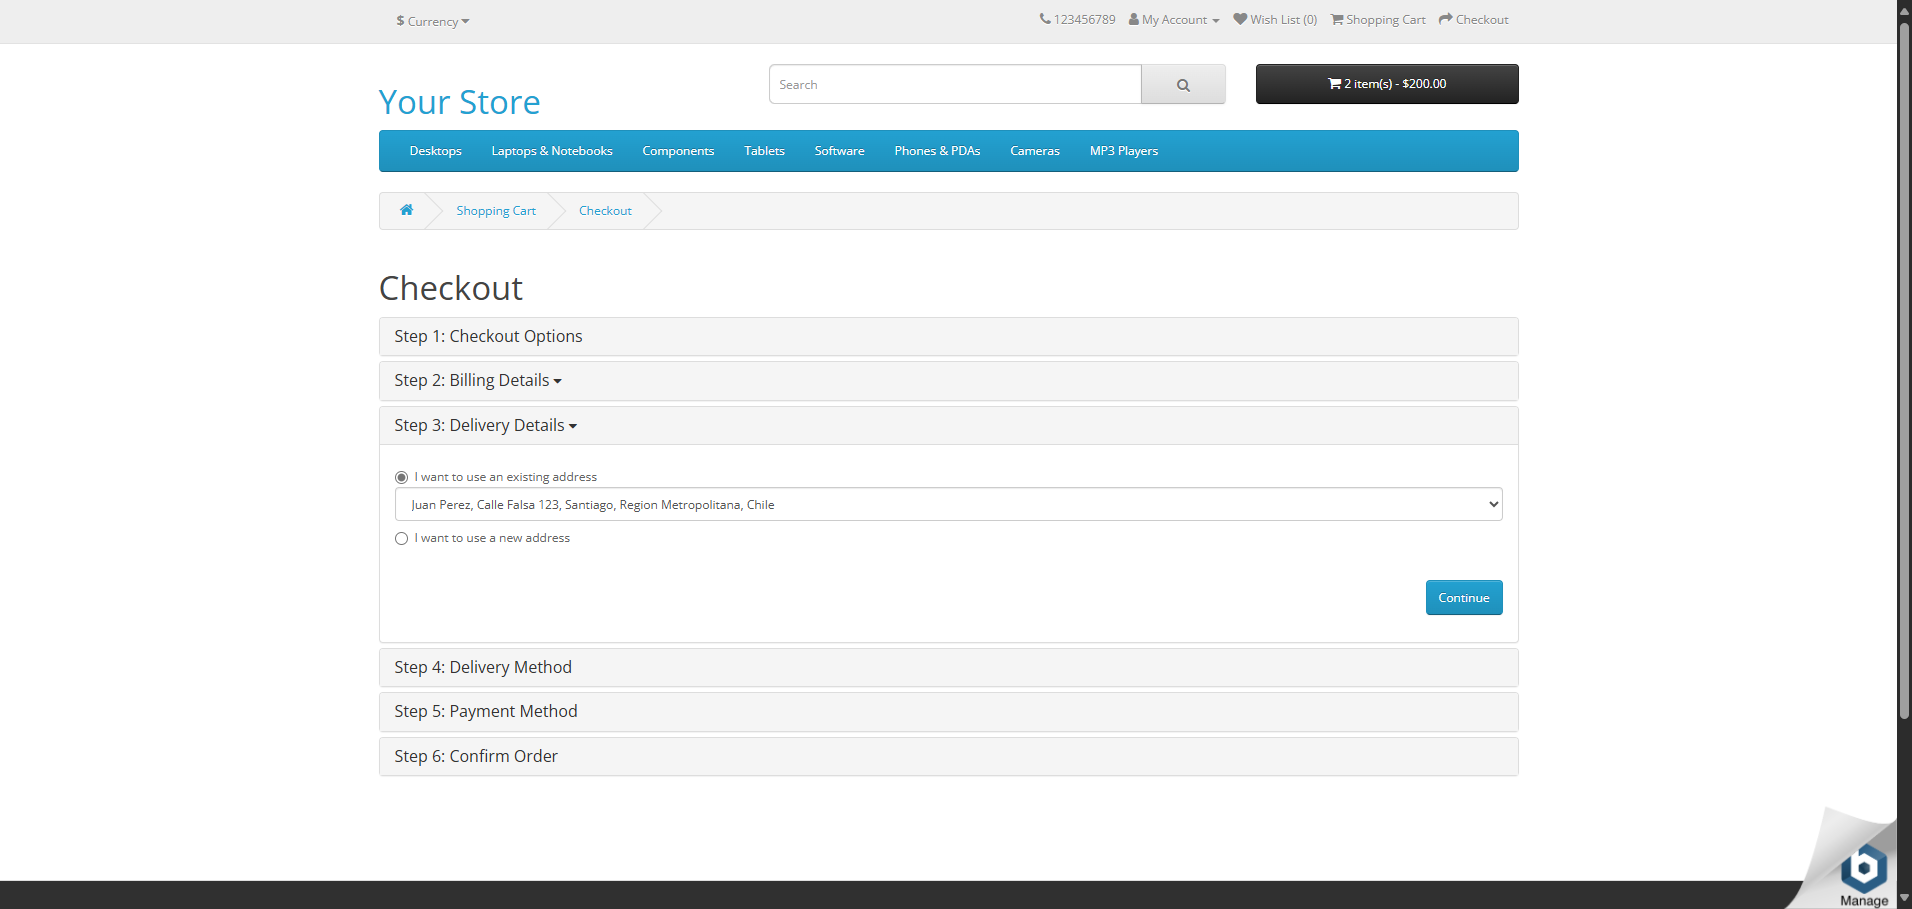 $ Currency
123456789 My Account Wish List (0) Shopping Cart Checkout
Your Store
Search
2 item(s) - $200.00
Desktops Laptops & Notebooks Components Tablets Software Phones & PDAs Cameras MP3 Players
Shopping Cart Checkout
Checkout
Step 1: Checkout Options
Step 2: Billing Details
Step 3: Delivery Details
I want to use an existing address
Juan Perez, Calle Falsa 123, Santiago, Region Metropolitana, Chile
I want to use a new address
Continue
Step 4: Delivery Method
Step 5: Payment Method
Step 6: Confirm Order
Manage